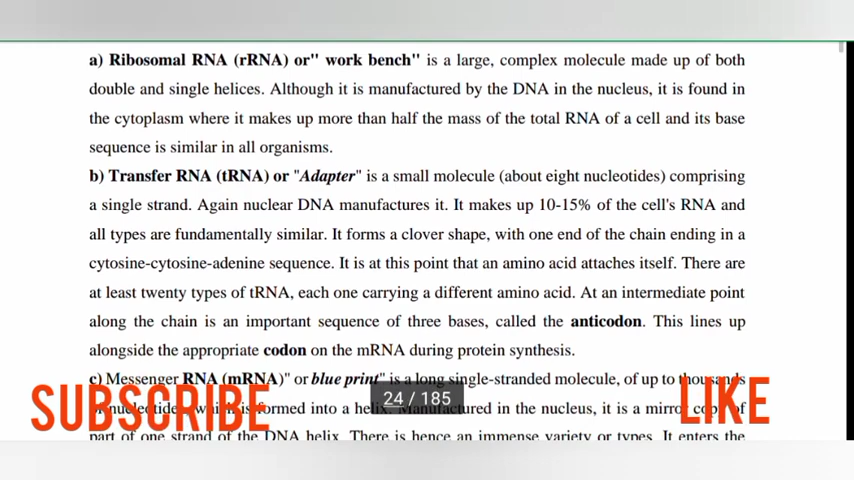 a) Ribosomal RNA (rRNA) or" work bench" is a large, complex molecule made up of both
double and single helices. Although it is manufactured by the DNA in the nucleus, it is found in
the cytoplasm where it makes up more than half the mass of the total RNA of a cell and its base
sequence is similar in all organisms.
b) Transfer RNA (tRNA) or "Adapter" is a small molecule (about eight nucleotides) comprising
a single strand. Again nuclear DNA manufactures it. It makes up 10-15% of the cell's RNA and
all types are fundamentally similar. It forms a clover shape, with one end of the chain ending in a
cytosine-cytosine-adenine sequence. It is at this point that an amino acid attaches itself. There are
at least twenty types of tRNA, each one carrying a different amino acid. At an intermediate point
along the chain is an important sequence of three bases, called the anticodon. This lines up
alongside the appropriate codon on the mRNA during protein synthesis.
c) Messenger RNA (mRNA)" or blue print" is a long single-stranded molecule, of up to thousands
of nucleotides, which is formed into a helix. Manufactured in the nucleus, it is a mirror copy of
part of one strand of the DNA helix. There is hence an immense variety or types. It enters the
24 / 185
SUBSCRIBE
LIKE